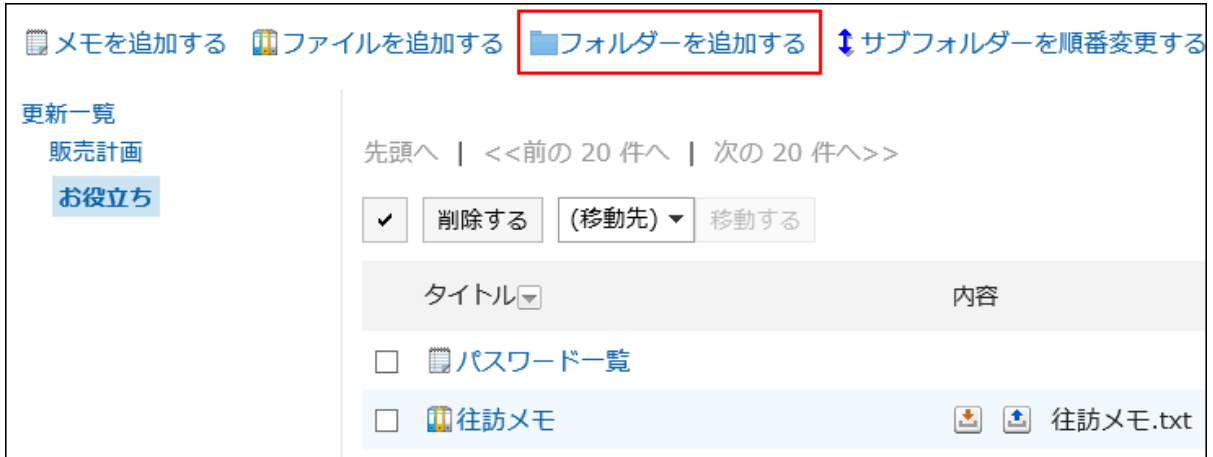 メモを追加する ファイルを追加する フォルダーを追加する サブフォルダーを順番変更する
更新一覧
販売計画
お役立ち
先頭へ | <<前の 20 件へ | 次の 20 件へ>>
削除する (移動先) 移動する
タイトル 内容
パスワード一覧
往訪メモ 往訪メモ.txt